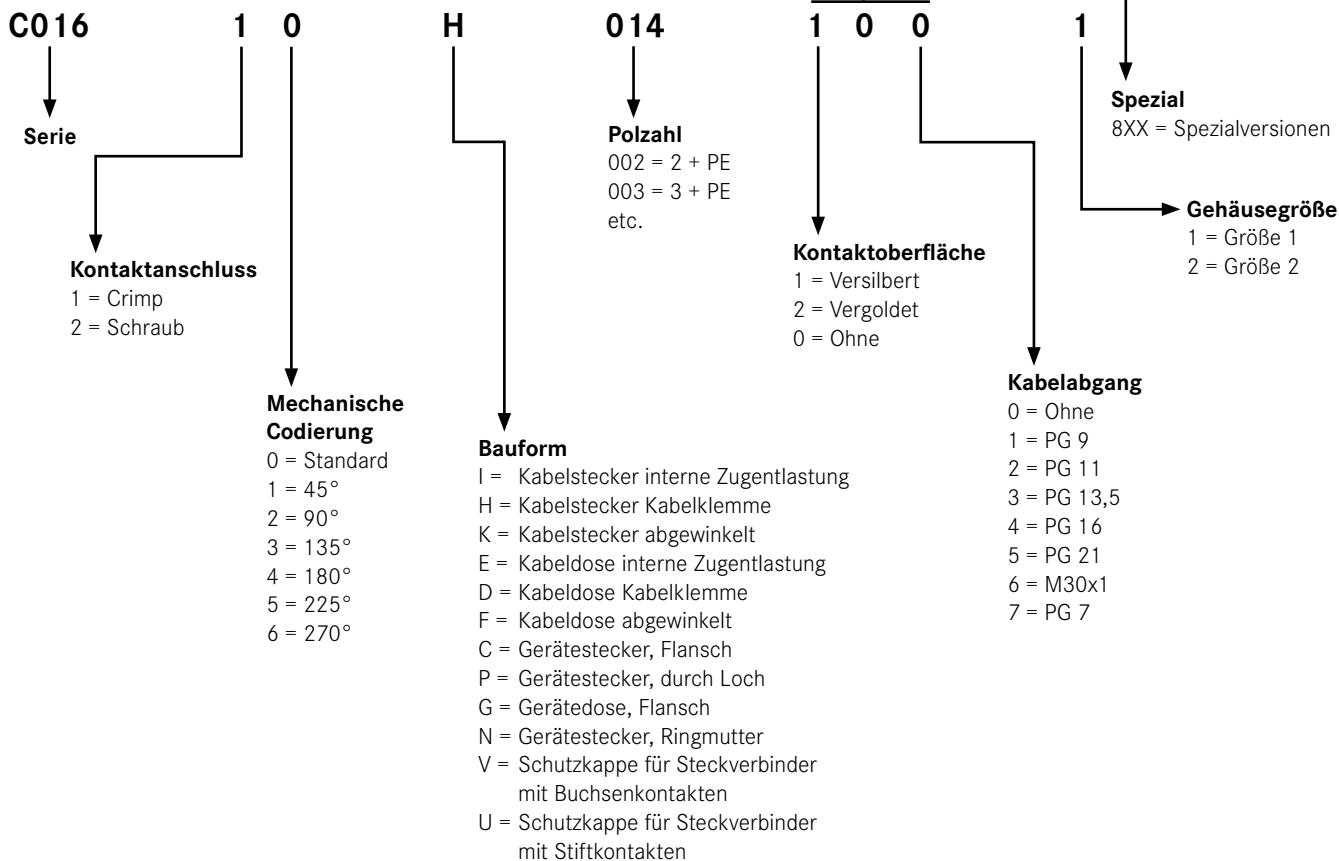 C016 1 0 H 014 1 0 0 1
Serie
Kontaktanschluss
1 = Crimp
2 = Schraub
Mechanische
Codierung
0 = Standard
1 = 45°
2 = 90°
3 = 135°
4 = 180°
5 = 225°
6 = 270°
Bauform
I = Kabelstecker interne Zugentlastung
H = Kabelstecker Kabelklemme
K = Kabelstecker abgewinkelt
E = Kabeldose interne Zugentlastung
D = Kabeldose Kabelklemme
F = Kabeldose abgewinkelt
C = Gerätestecker, Flansch
P = Gerätestecker, durch Loch
G = Gerätedose, Flansch
N = Gerätestecker, Ringmutter
V = Schutzkappe für Steckverbinder
mit Buchsenkontakten
U = Schutzkappe für Steckverbinder
mit Stiftkontakten
Polzahl
002 = 2 + PE
003 = 3 + PE
etc.
Kontaktoberfläche
1 = Versilbert
2 = Vergoldet
0 = Ohne
Kabelabgang
0 = Ohne
1 = PG 9
2 = PG 11
3 = PG 13,5
4 = PG 16
5 = PG 21
6 = M30x1
7 = PG 7
Gehäusegröße
1 = Größe 1
2 = Größe 2
Spezial
8XX = Spezialversionen